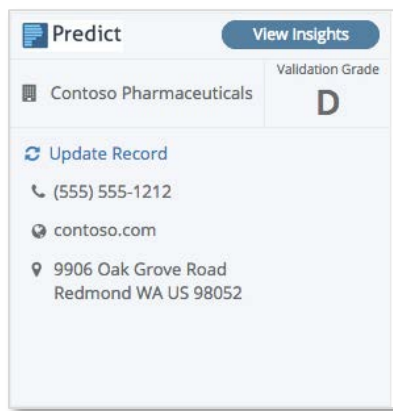 Predict
View Insights
Contoso Pharmaceuticals
Validation Grade
D
Update Record
(555) 555-1212
contoso.com
9906 Oak Grove Road
Redmond WA US 98052